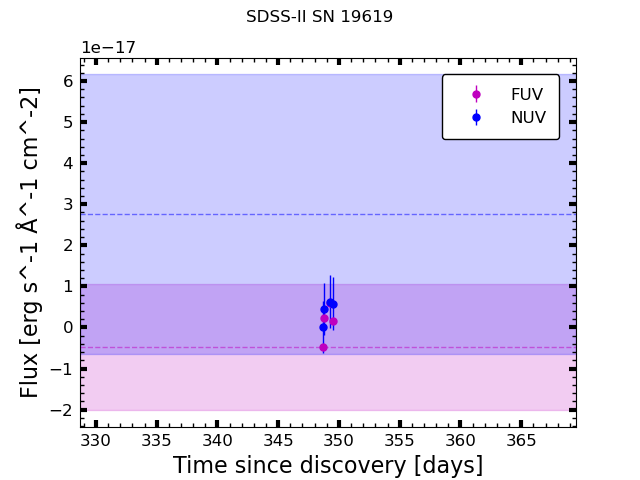 SDSS-II SN 19619
1e−17
6
5
4
3
2
1
0
−1
−2
Flux [erg s^-1 Å^-1 cm^-2]
FUV
NUV
330 335 340 345 350 355 360 365
Time since discovery [days]